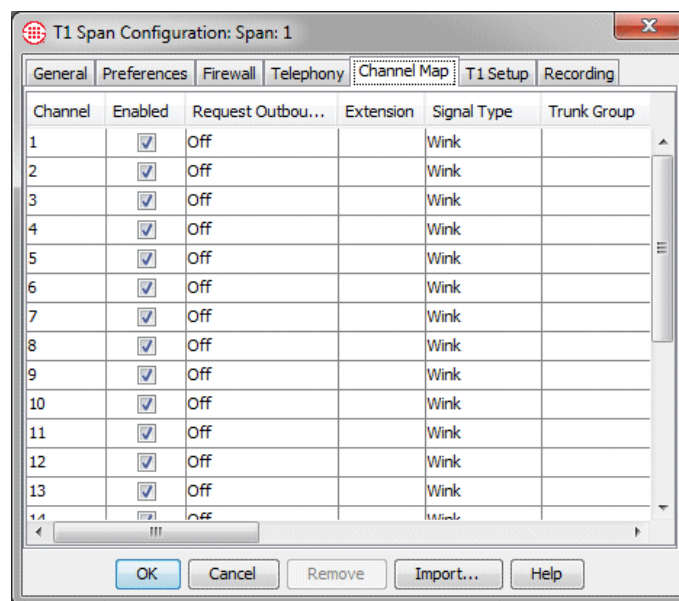 T1 Span Configuration: Span: 1
General Preferences Firewall Telephony Channel Map T1 Setup Recording
Channel Enabled Request Outbou... Extension Signal Type Trunk Group
1 Off Wink
2 Off Wink
3 Off Wink
4 Off Wink
5 Off Wink
6 Off Wink
7 Off Wink
8 Off Wink
9 Off Wink
10 Off Wink
11 Off Wink
12 Off Wink
13 Off Wink
14 Off Wink
OK Cancel Remove Import... Help